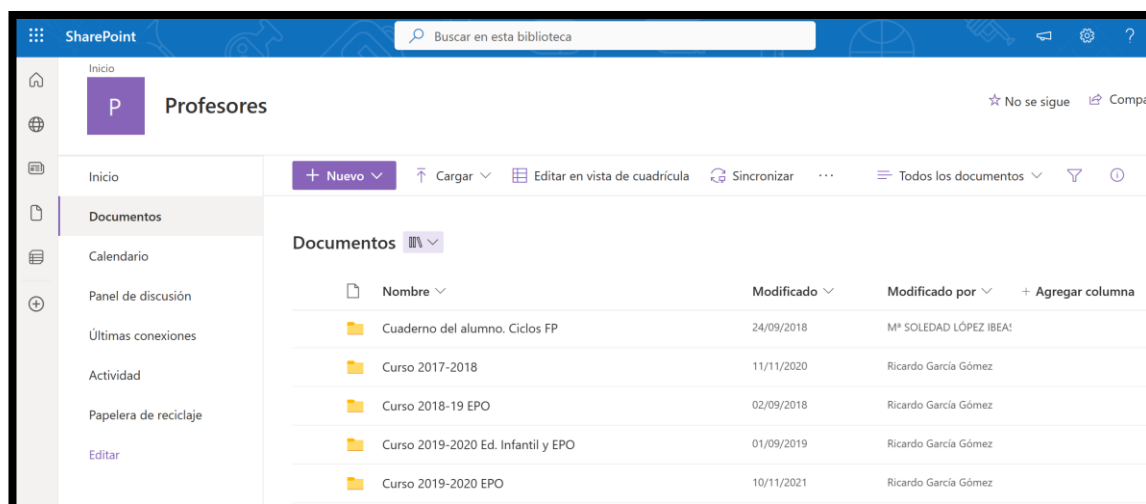 SharePoint
Buscar en esta biblioteca
?
Inicio
P
Profesores
No se sigue
Inicio
+ Nuevo
Cargar
Editar en vista de cuadrícula
Sincronizar
...
Todos los documentos
Documentos
Calendario
Panel de discusión
Últimas conexiones
Actividad
Papelera de reciclaje
Editar
Documentos
Nombre
Modificado
Modificado por
+ Agregar columna
Cuaderno del alumno. Ciclos FP
24/09/2018
Mª SOLEDAD LÓPEZ
Curso 2017-2018
11/11/2020
Ricardo García Gómez
Curso 2018-19 EPO
02/09/2018
Ricardo García Gómez
Curso 2019-2020 Ed. Infantil y EPO
01/09/2019
Ricardo García Gómez
Curso 2019-2020 EPO
10/11/2021
Ricardo García Gómez